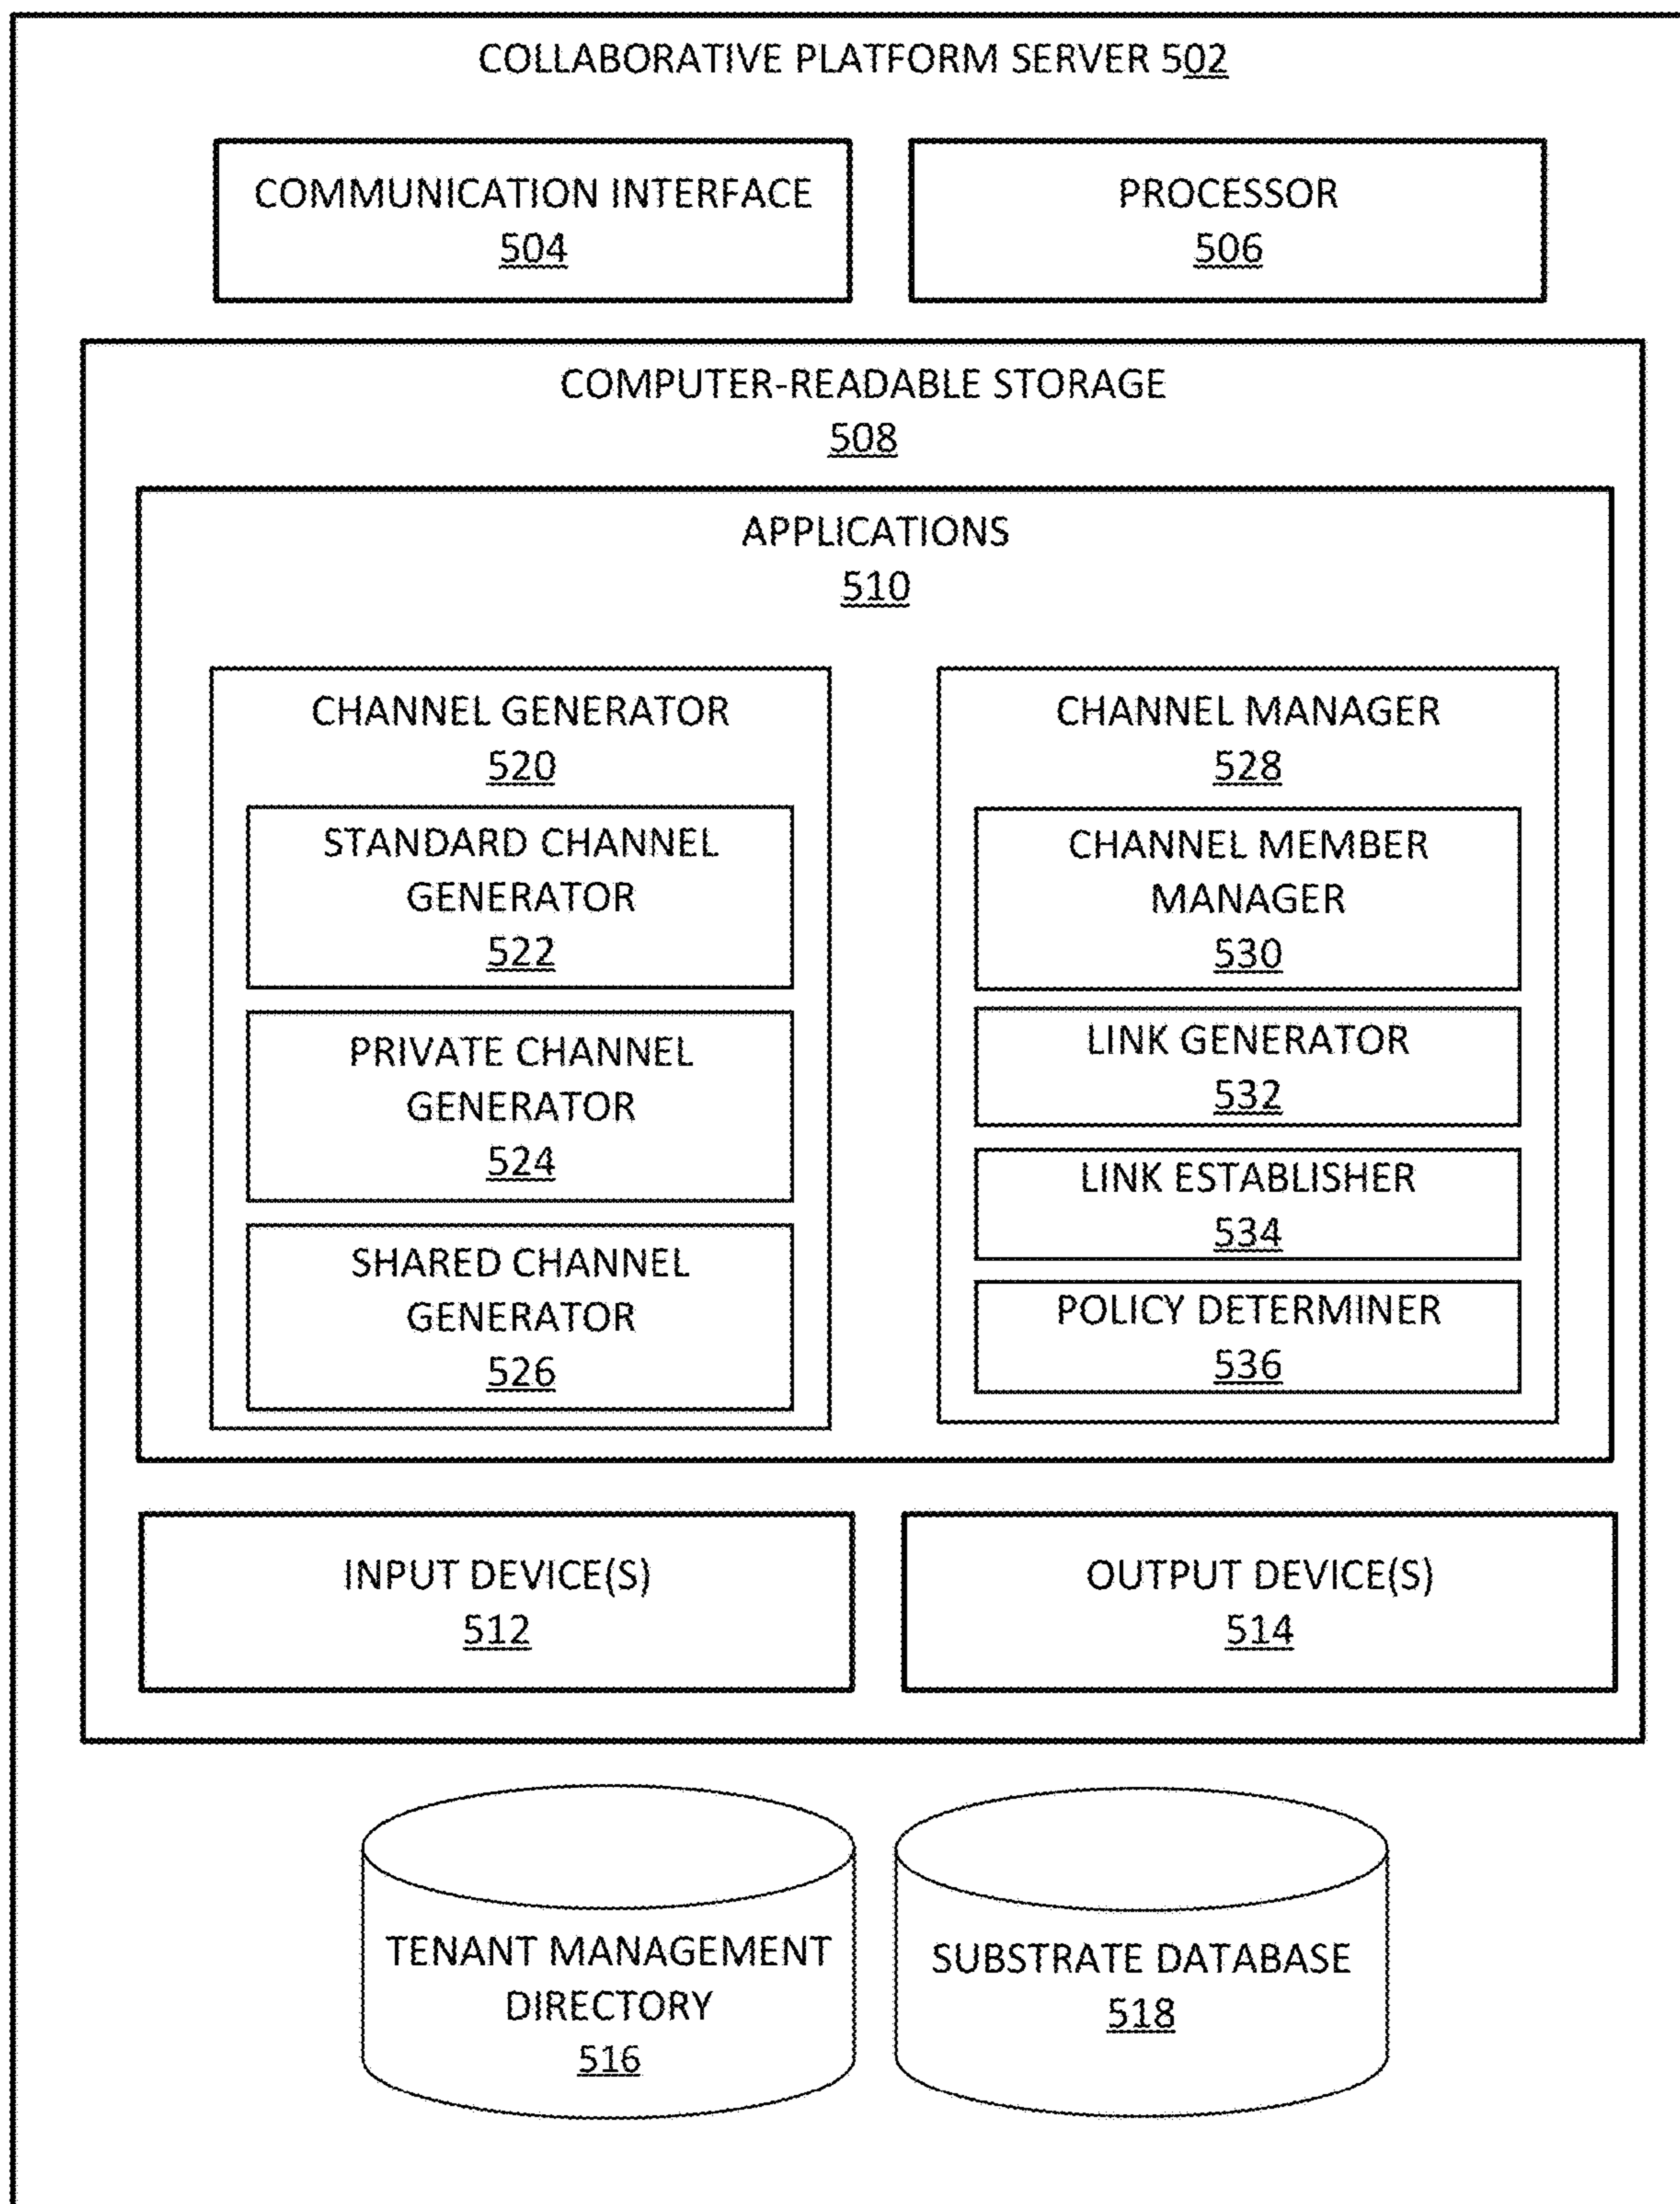 COLLABORATIVE PLATFORM SERVER 502
COMMUNICATION INTERFACE
504
PROCESSOR
506
COMPUTER-READABLE STORAGE
508
APPLICATIONS
510
CHANNEL GENERATOR
520
STANDARD CHANNEL
GENERATOR
522
PRIVATE CHANNEL
GENERATOR
524
SHARED CHANNEL
GENERATOR
526
CHANNEL MANAGER
528
CHANNEL MEMBER
MANAGER
530
LINK GENERATOR
532
LINK ESTABLISHER
534
POLICY DETERMINER
536
INPUT DEVICE(S)
512
OUTPUT DEVICE(S)
514
TENANT MANAGEMENT
DIRECTORY
516
SUBSTRATE DATABASE
518